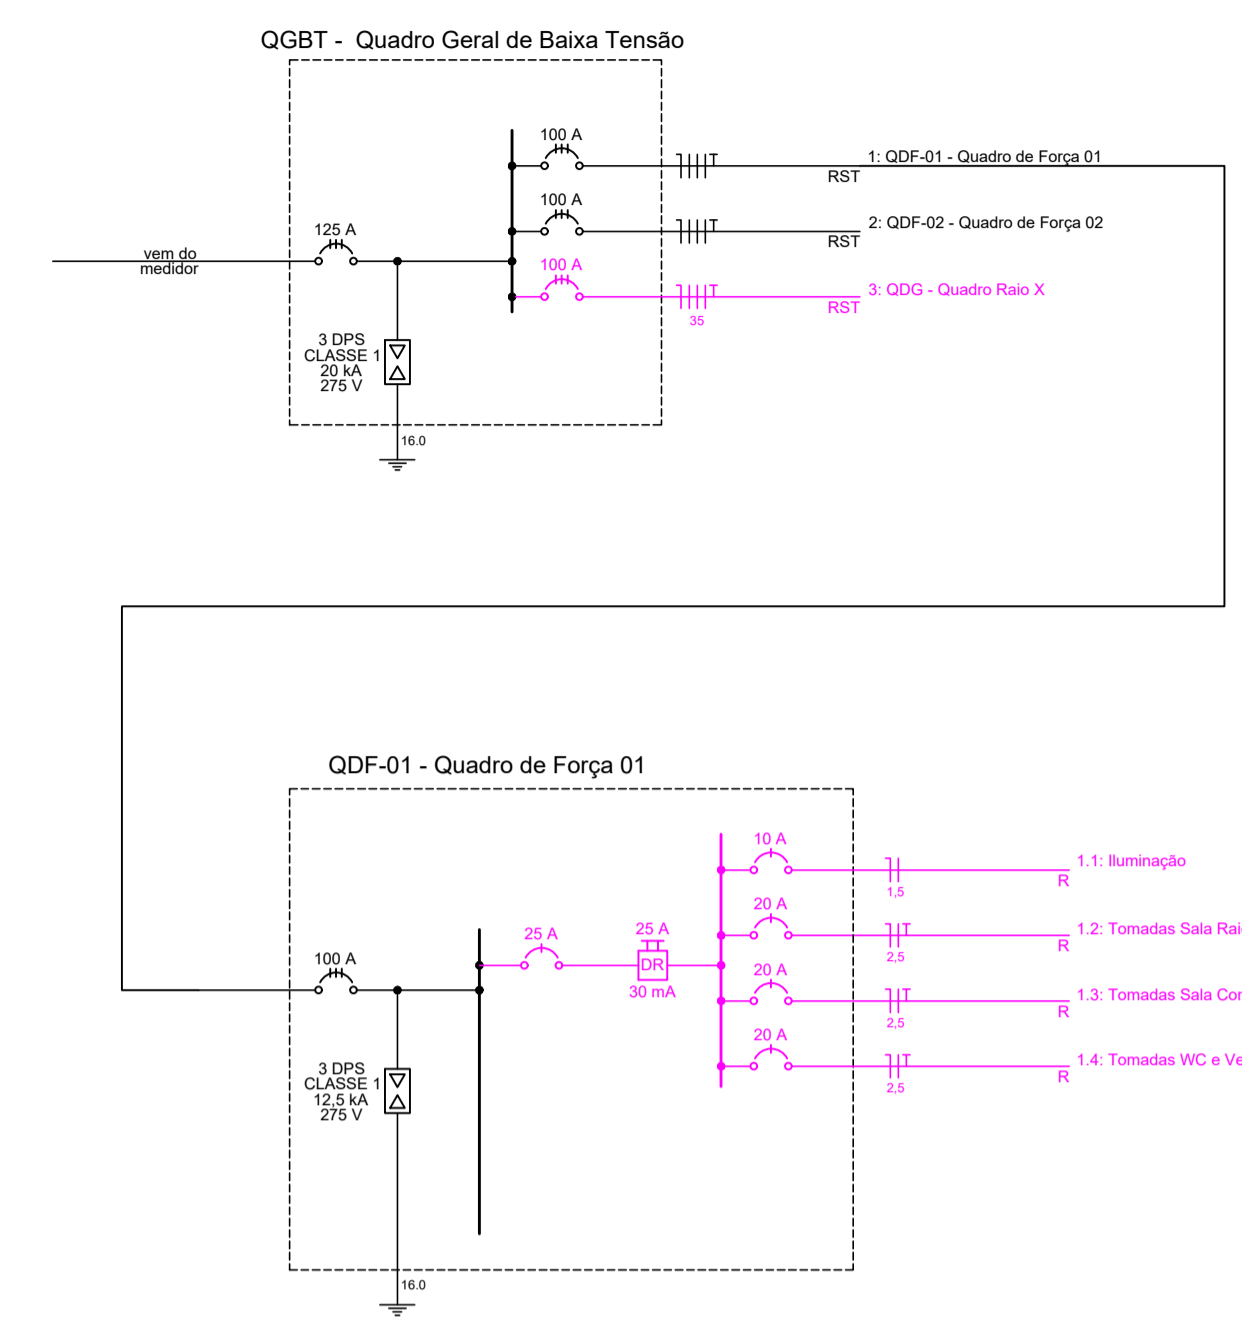 QGBT - Quadro Geral de Baixa Tensão
100 A
1: QDF-01 - Quadro de Força 01
RST
100 A
2: QDF-02 - Quadro de Força 02
RST
125 A
vem do
medidor
100 A
3: QDG - Quadro Raio X
RST
35
3 DPS
CLASSE 1
20 kA
275 V
16.0
QDF-01 - Quadro de Força 01
10 A
1.1: Iluminação
R
1,5
20 A
1.2: Tomadas Sala
R
2,5
25 A
25 A
DR
30 mA
100 A
20 A
1.3: Tomadas Sala
R
2,5
20 A
1.4: Tomadas WC e
R
2,5
3 DPS
CLASSE 1
12,5 kA
275 V
16.0